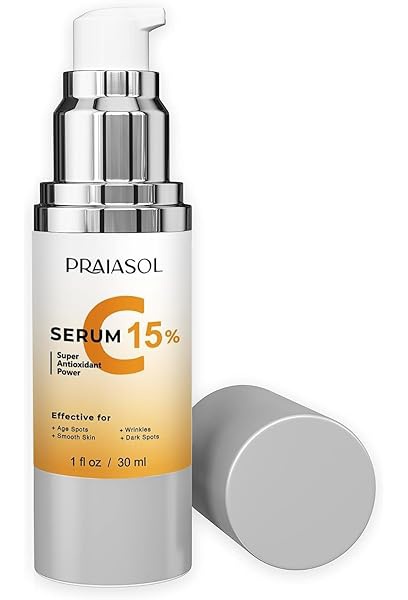 PRAIASOL
C
SERUM 15%
Super
Antioxidant
Power
Effective for
+ Age Spots + Wrinkles
+ Smooth Skin + Dark Spots
1 fl oz / 30 ml